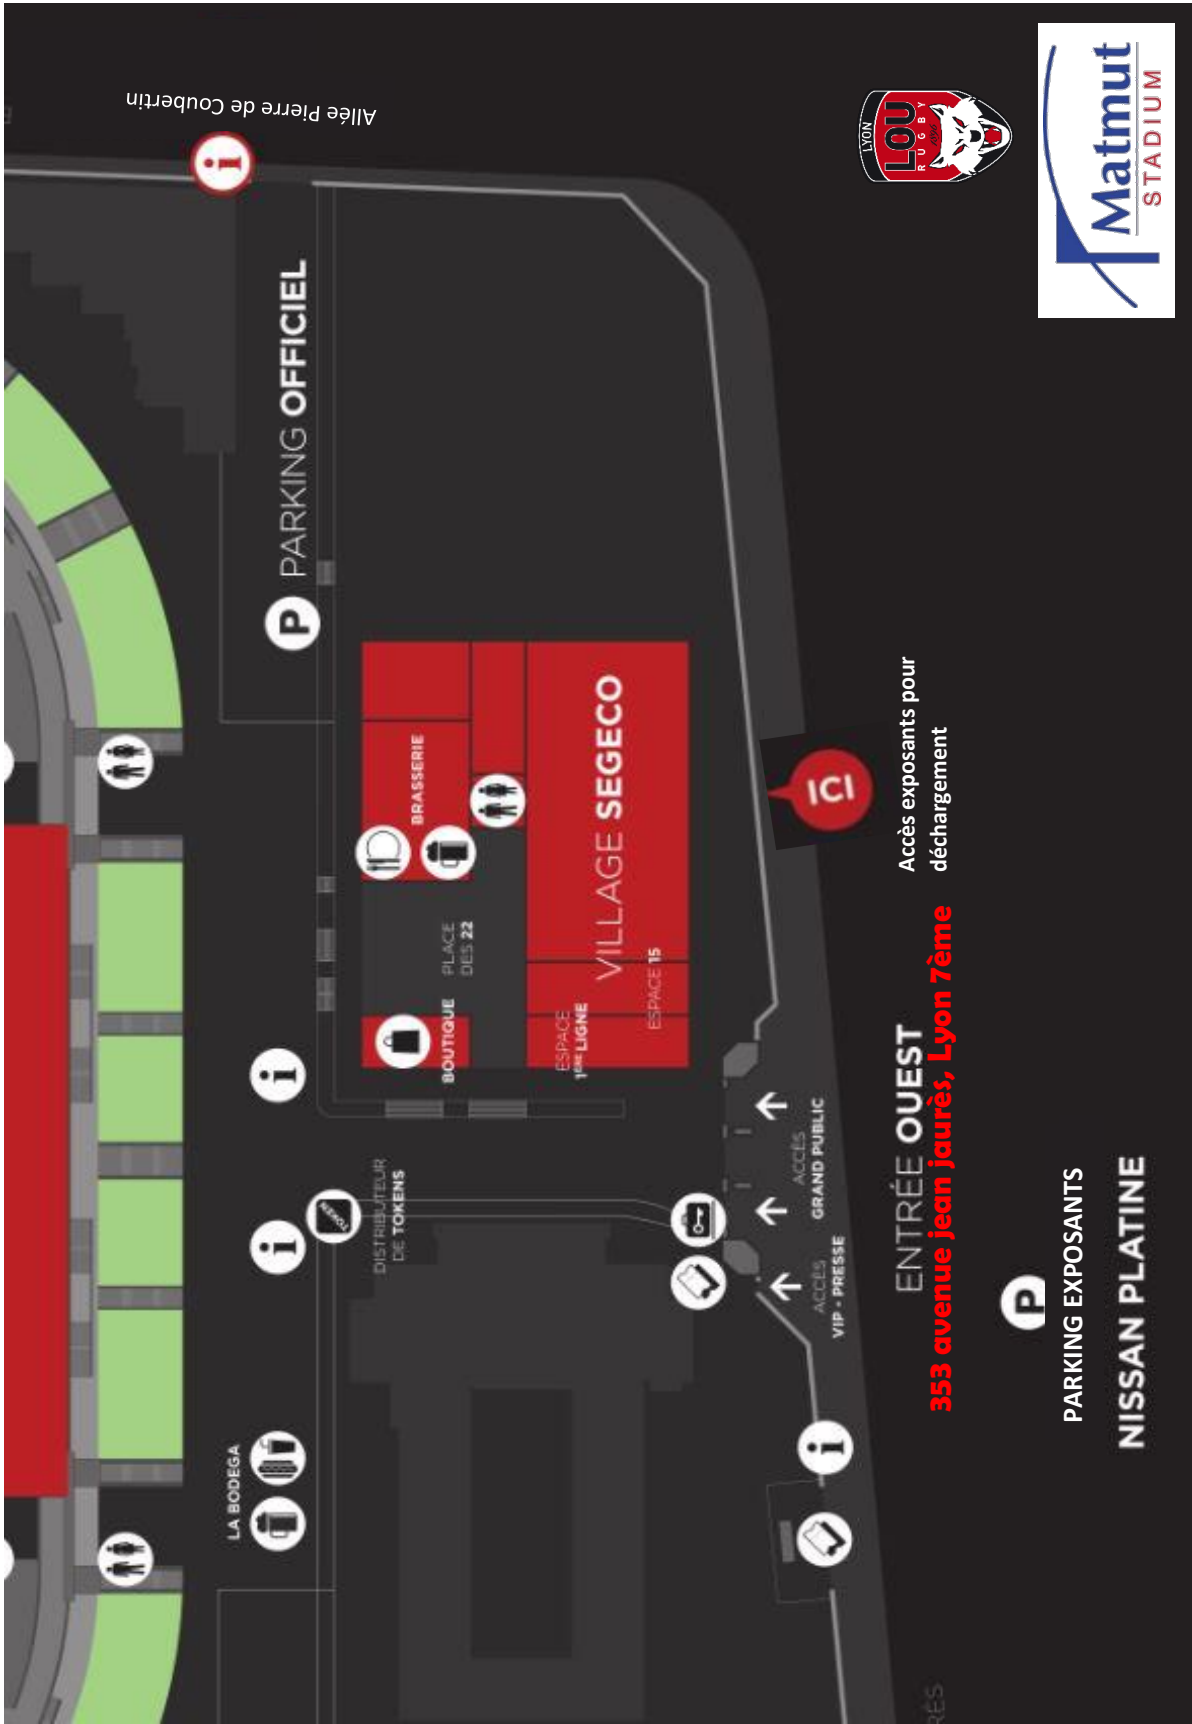 Allée Pierre de Coubertin
i
LYON
LOU
RUGBY
Matmut
STADIUM
P PARKING OFFICIEL
BRASSERIE
VILLAGE SEGECO
PLACE
DES 22
BOUTIQUE
ESPACE
1ÈRE LIGNE
ESPACE 15
ICI
Accès exposants pour
déchargement
i
i
TOKEN
DISTRIBUTEUR
DE TOKENS
ACCÈS
GRAND PUBLIC
ACCÈS
VIP - PRESSE
ENTRÉE OUEST
353 avenue jean jaurès, Lyon 7ème
LA BODEGA
i
P
PARKING EXPOSANTS
NISSAN PLATINE
RÈS